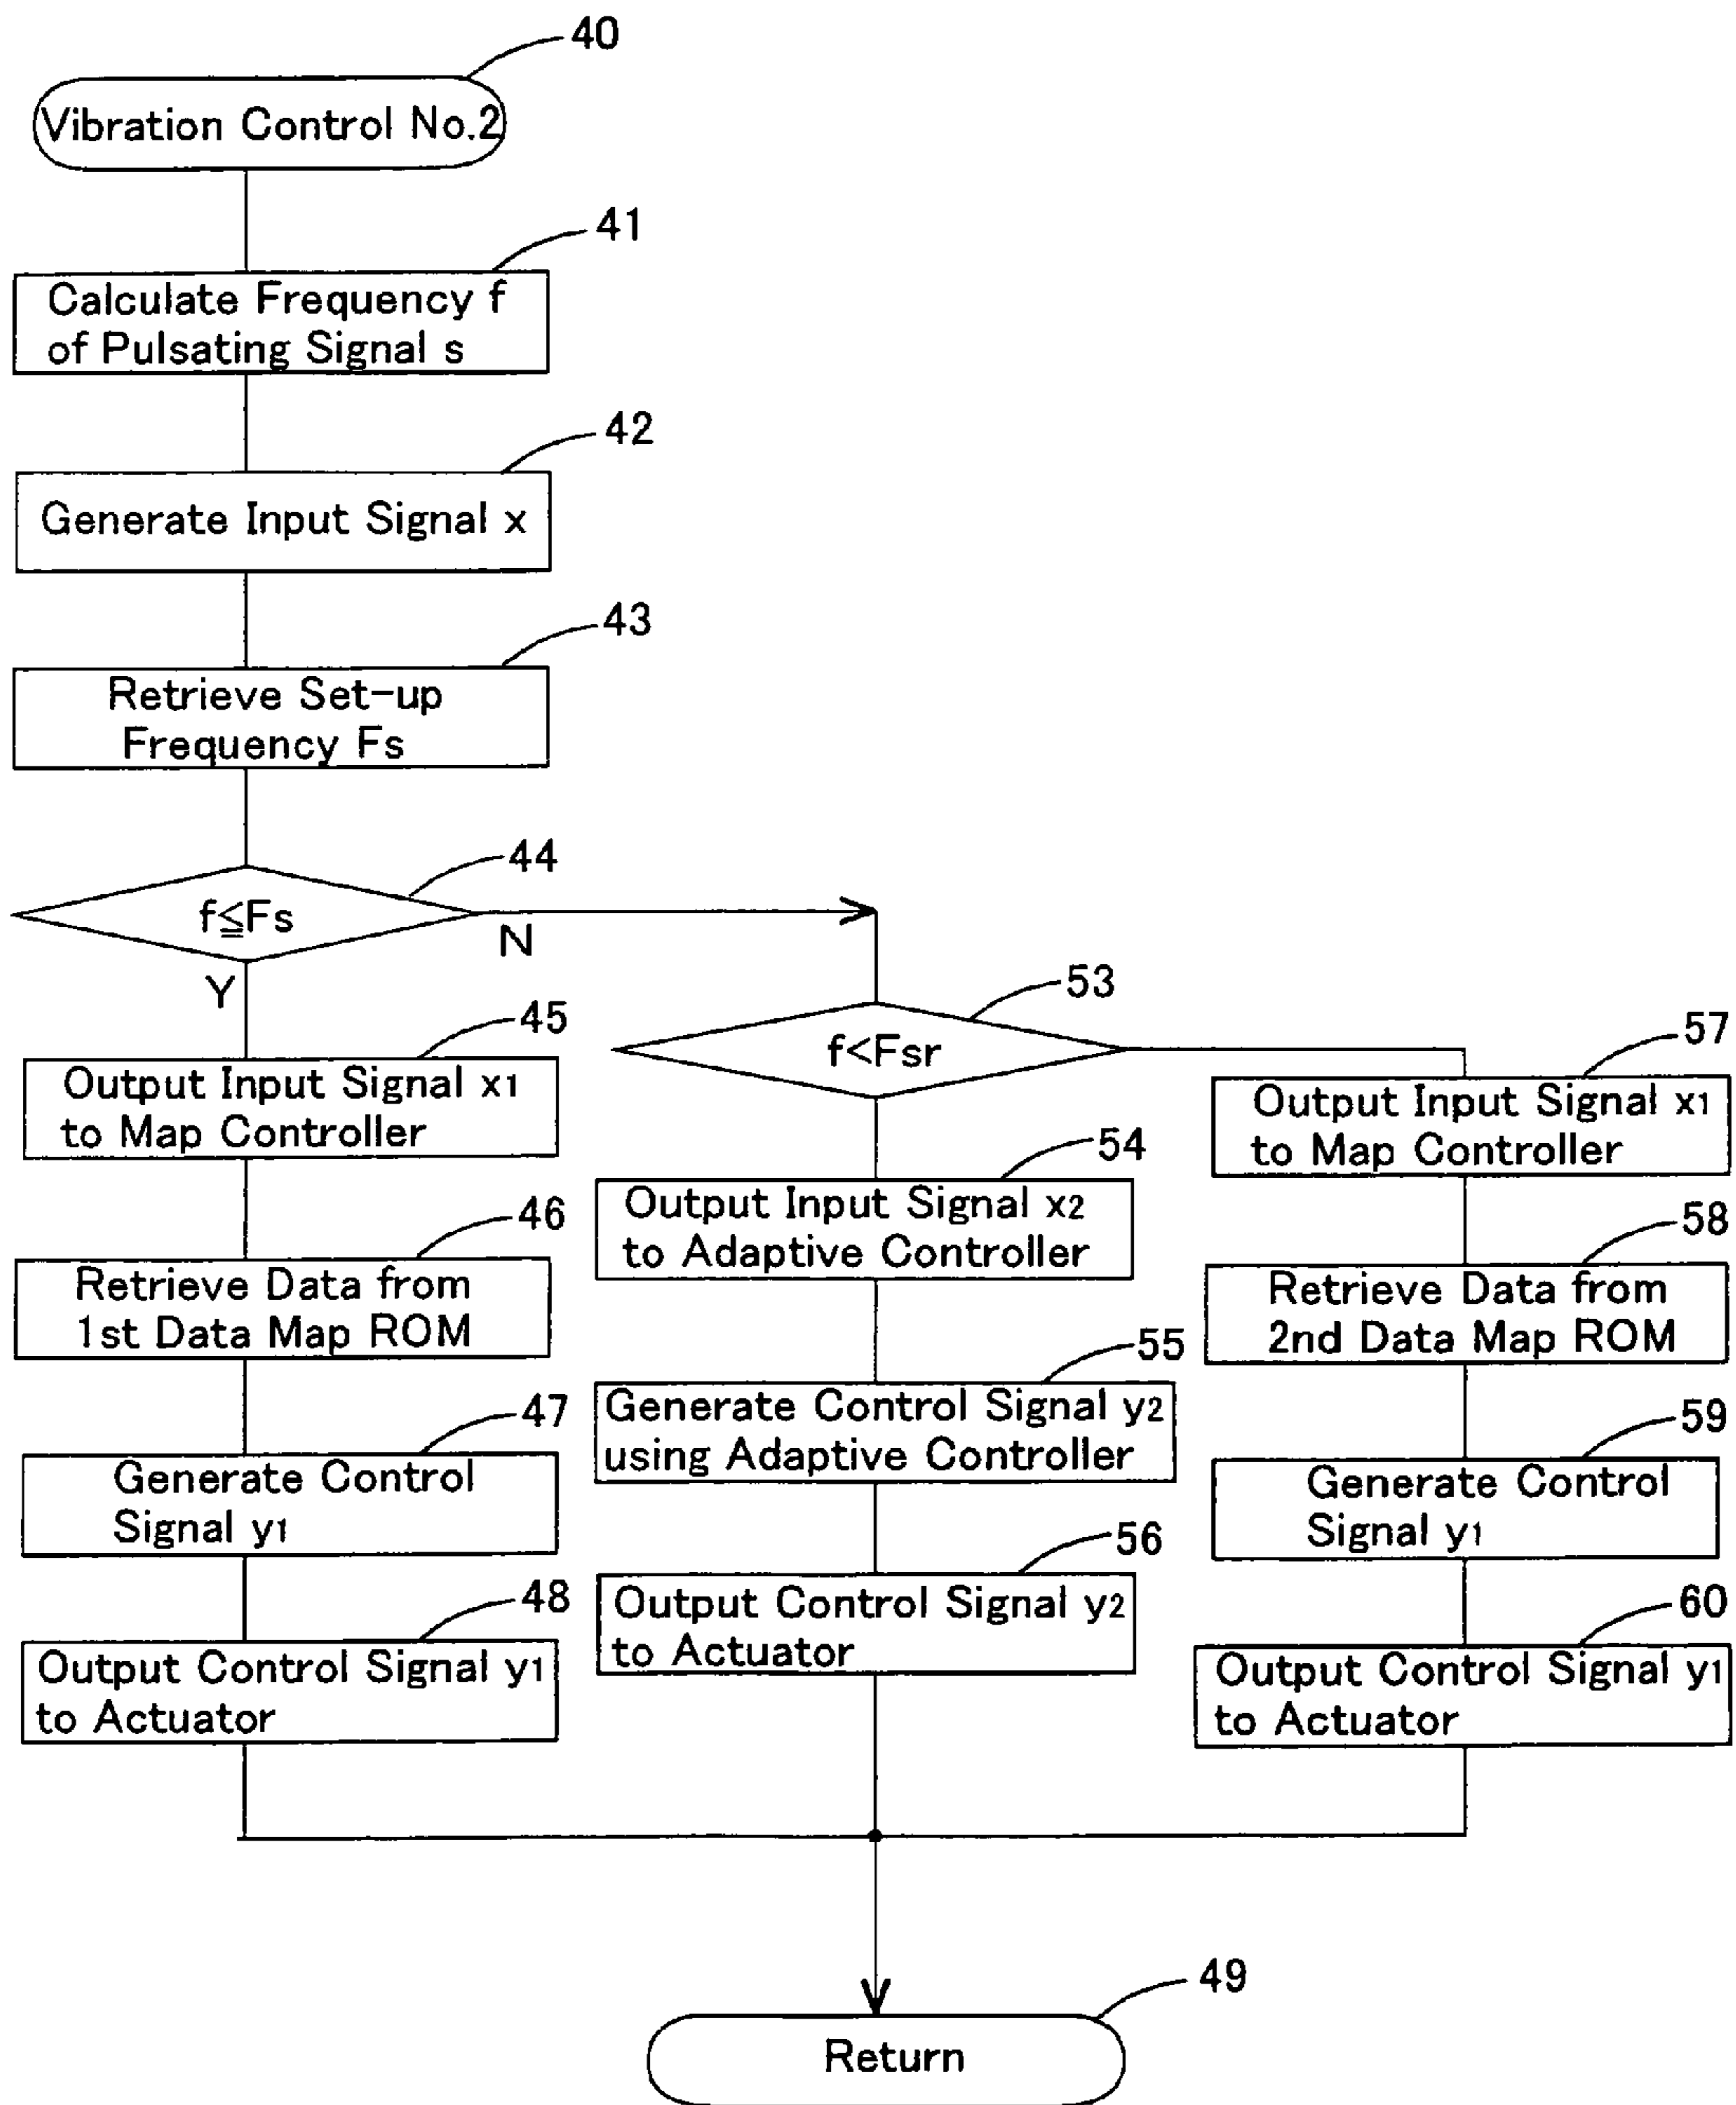 40
Vibration Control No.2
41
Calculate Frequency f
of Pulsating Signal s
42
Generate Input Signal x
43
Retrieve Set-up
Frequency Fs
44
f≦Fs
N
Y
53
f<Fsr
45
Output Input Signal x1
to Map Controller
57
Output Input Signal x1
to Map Controller
54
Output Input Signal x2
to Adaptive Controller
46
Retrieve Data from
1st Data Map ROM
58
Retrieve Data from
2nd Data Map ROM
55
Generate Control Signal y2
using Adaptive Controller
47
Generate Control
Signal y1
59
Generate Control
Signal y1
56
Output Control Signal y2
to Actuator
48
Output Control Signal y1
to Actuator
60
Output Control Signal y1
to Actuator
49
Return